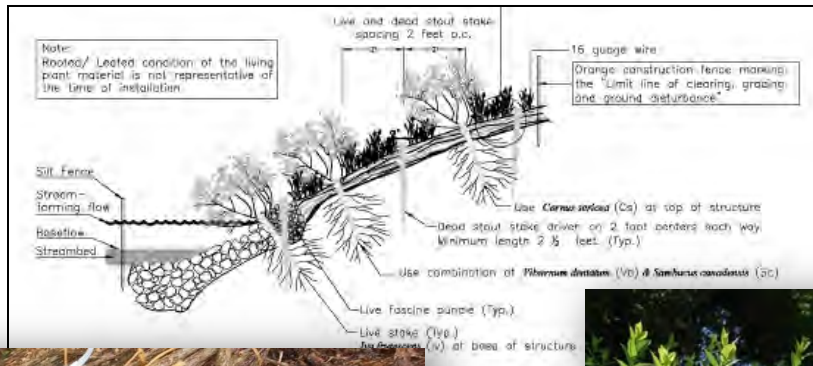 Live and dead stout stake
spacing 2 feet o.c.
2'
2'
Note:
Rooted/ Leafed condition of the living
plant material is not representative of
the time of installation
16 guage wire
Orange construction fence marking
the "Limit line of clearing, grading
and ground disturbance"
Silt fence
Stream-
forming flow
Baseflow
Streambed
Use Cornus sericea (Cs) at top of structure
Dead stout stake driven on 2 foot centers each way
Minimum length 2 ½ feet. (Typ.)
Use combination of Viburnum dentatum (Vd) & Sambucus canadensis (Sc)
Live fascine bundle (Typ.)
Live stake (Typ.)
(Iv) at base of structure